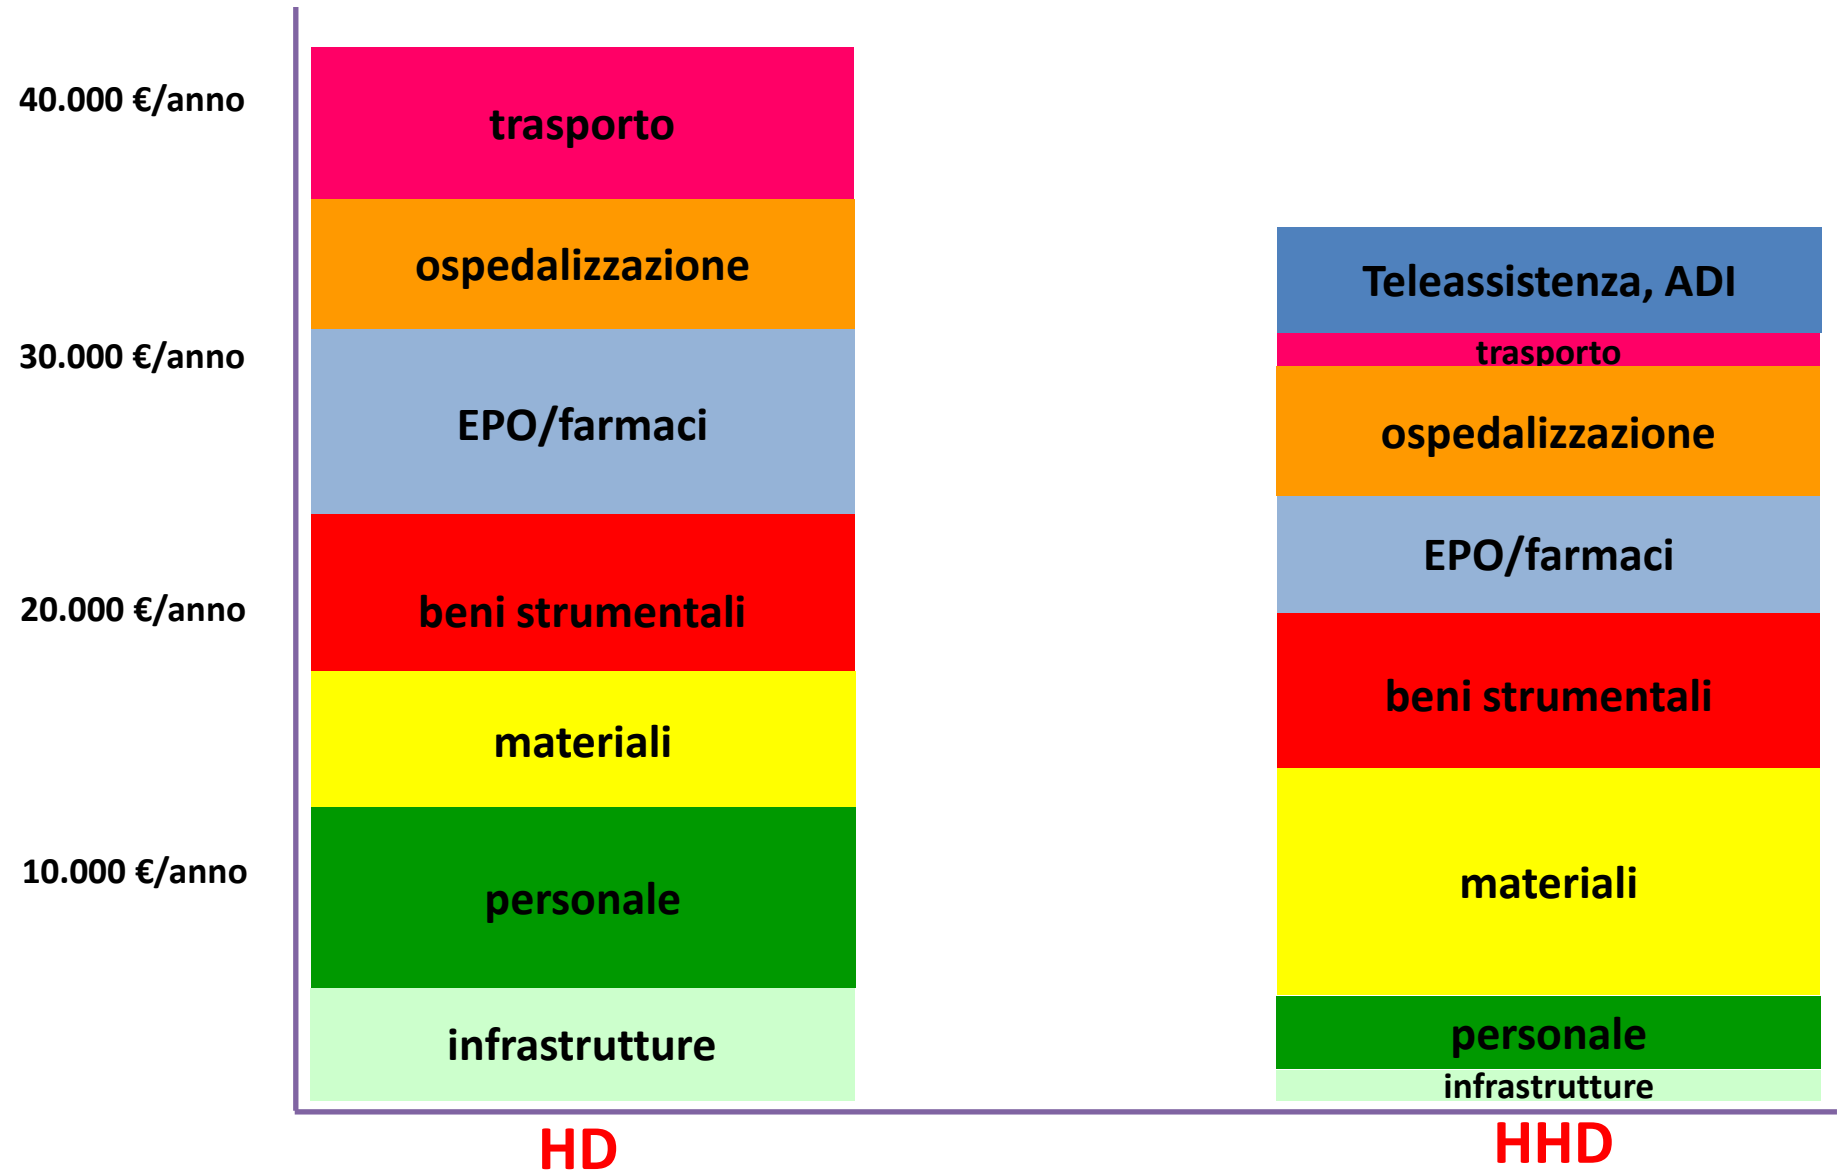 40.000 €/anno
30.000 €/anno
20.000 €/anno
10.000 €/anno
trasporto
ospedalizzazione
EPO/farmaci
beni strumentali
materiali
personale
infrastrutture
HD
Teleassistenza, ADI
trasporto
ospedalizzazione
EPO/farmaci
beni strumentali
materiali
personale
infrastrutture
HHD